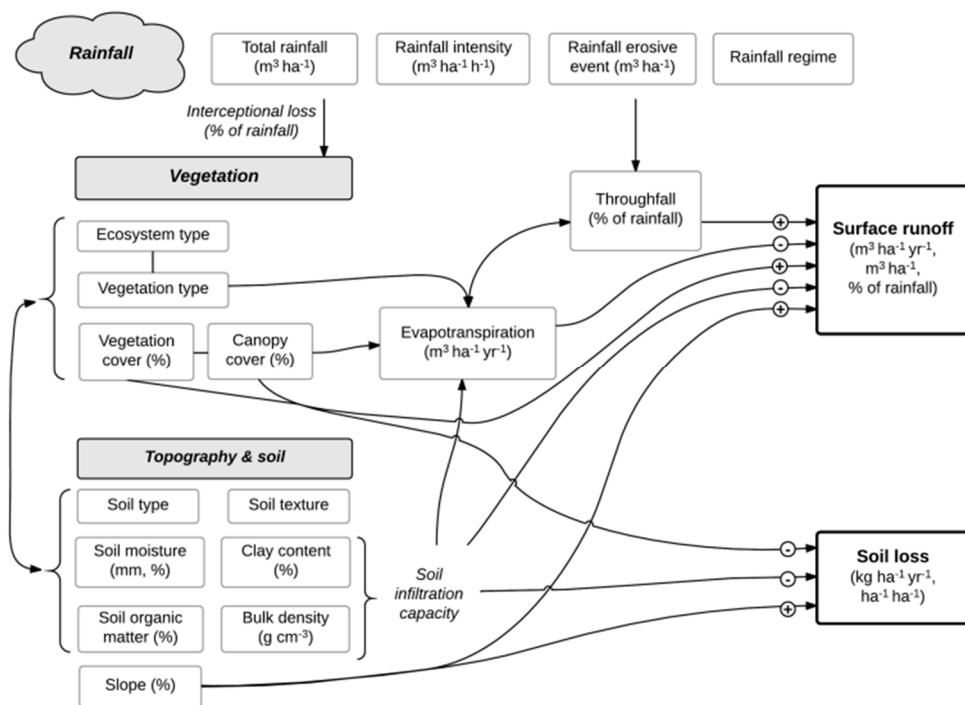 Rainfall
Total rainfall
(m³ ha⁻¹)
Rainfall intensity
(m³ ha⁻¹ h⁻¹)
Rainfall erosive
event (m³ ha⁻¹)
Rainfall regime
Interceptional loss
(% of rainfall)
Vegetation
Throughfall
(% of rainfall)
Ecosystem type
Vegetation type
Vegetation
cover (%)
Canopy
cover (%)
Evapotranspiration
(m³ ha⁻¹ yr⁻¹)
+
-
+
-
+
Surface runoff
(m³ ha⁻¹ yr⁻¹,
m³ ha⁻¹,
% of rainfall)
Topography & soil
Soil type
Soil texture
Soil moisture
(mm, %)
Clay content
(%)
Soil organic
matter (%)
Bulk density
(g cm⁻³)
Soil
infiltration
capacity
Slope (%)
-
-
+
Soil loss
(kg ha⁻¹ yr⁻¹,
ha⁻¹ ha⁻¹)